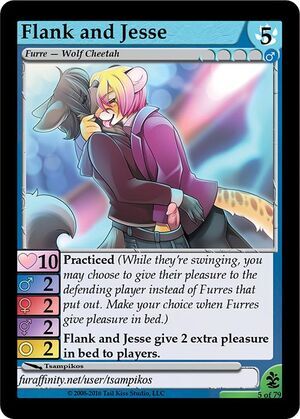 Flank and Jesse 5
Furre — Wolf Cheetah
10 Practiced (While they're swinging, you
may choose to give their pleasure to the
2 defending player instead of Furres that
2 put out. Make your choice when Furres
give pleasure in bed.)
2 Flank and Jesse give 2 extra pleasure
2 in bed to players.
Tsampikos
furaffinity.net/user/tsampikos
© 2008-2016 Tail Kiss Studio, LLC
5 of 79